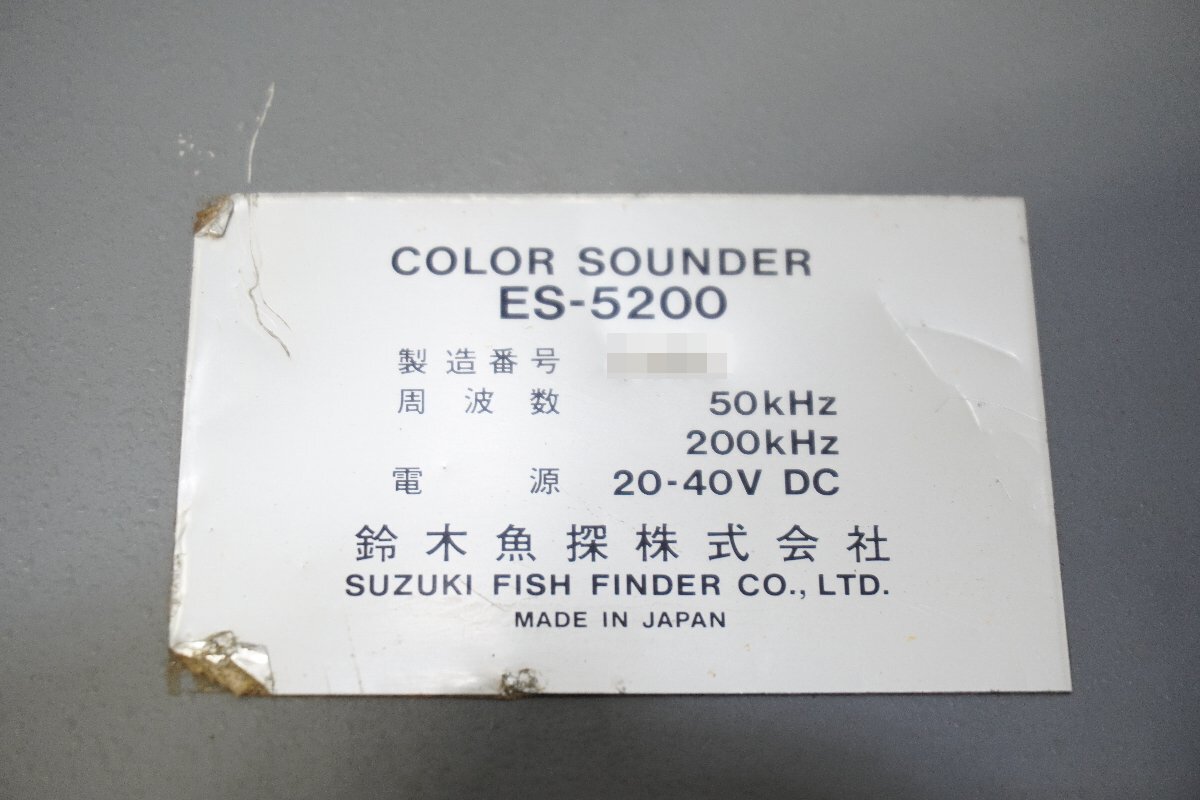 COLOR SOUNDER
ES-5200
製造番号
周波数 50kHz
200kHz
電源 20-40V DC
鈴木魚探株式会社
SUZUKI FISH FINDER CO., LTD.
MADE IN JAPAN